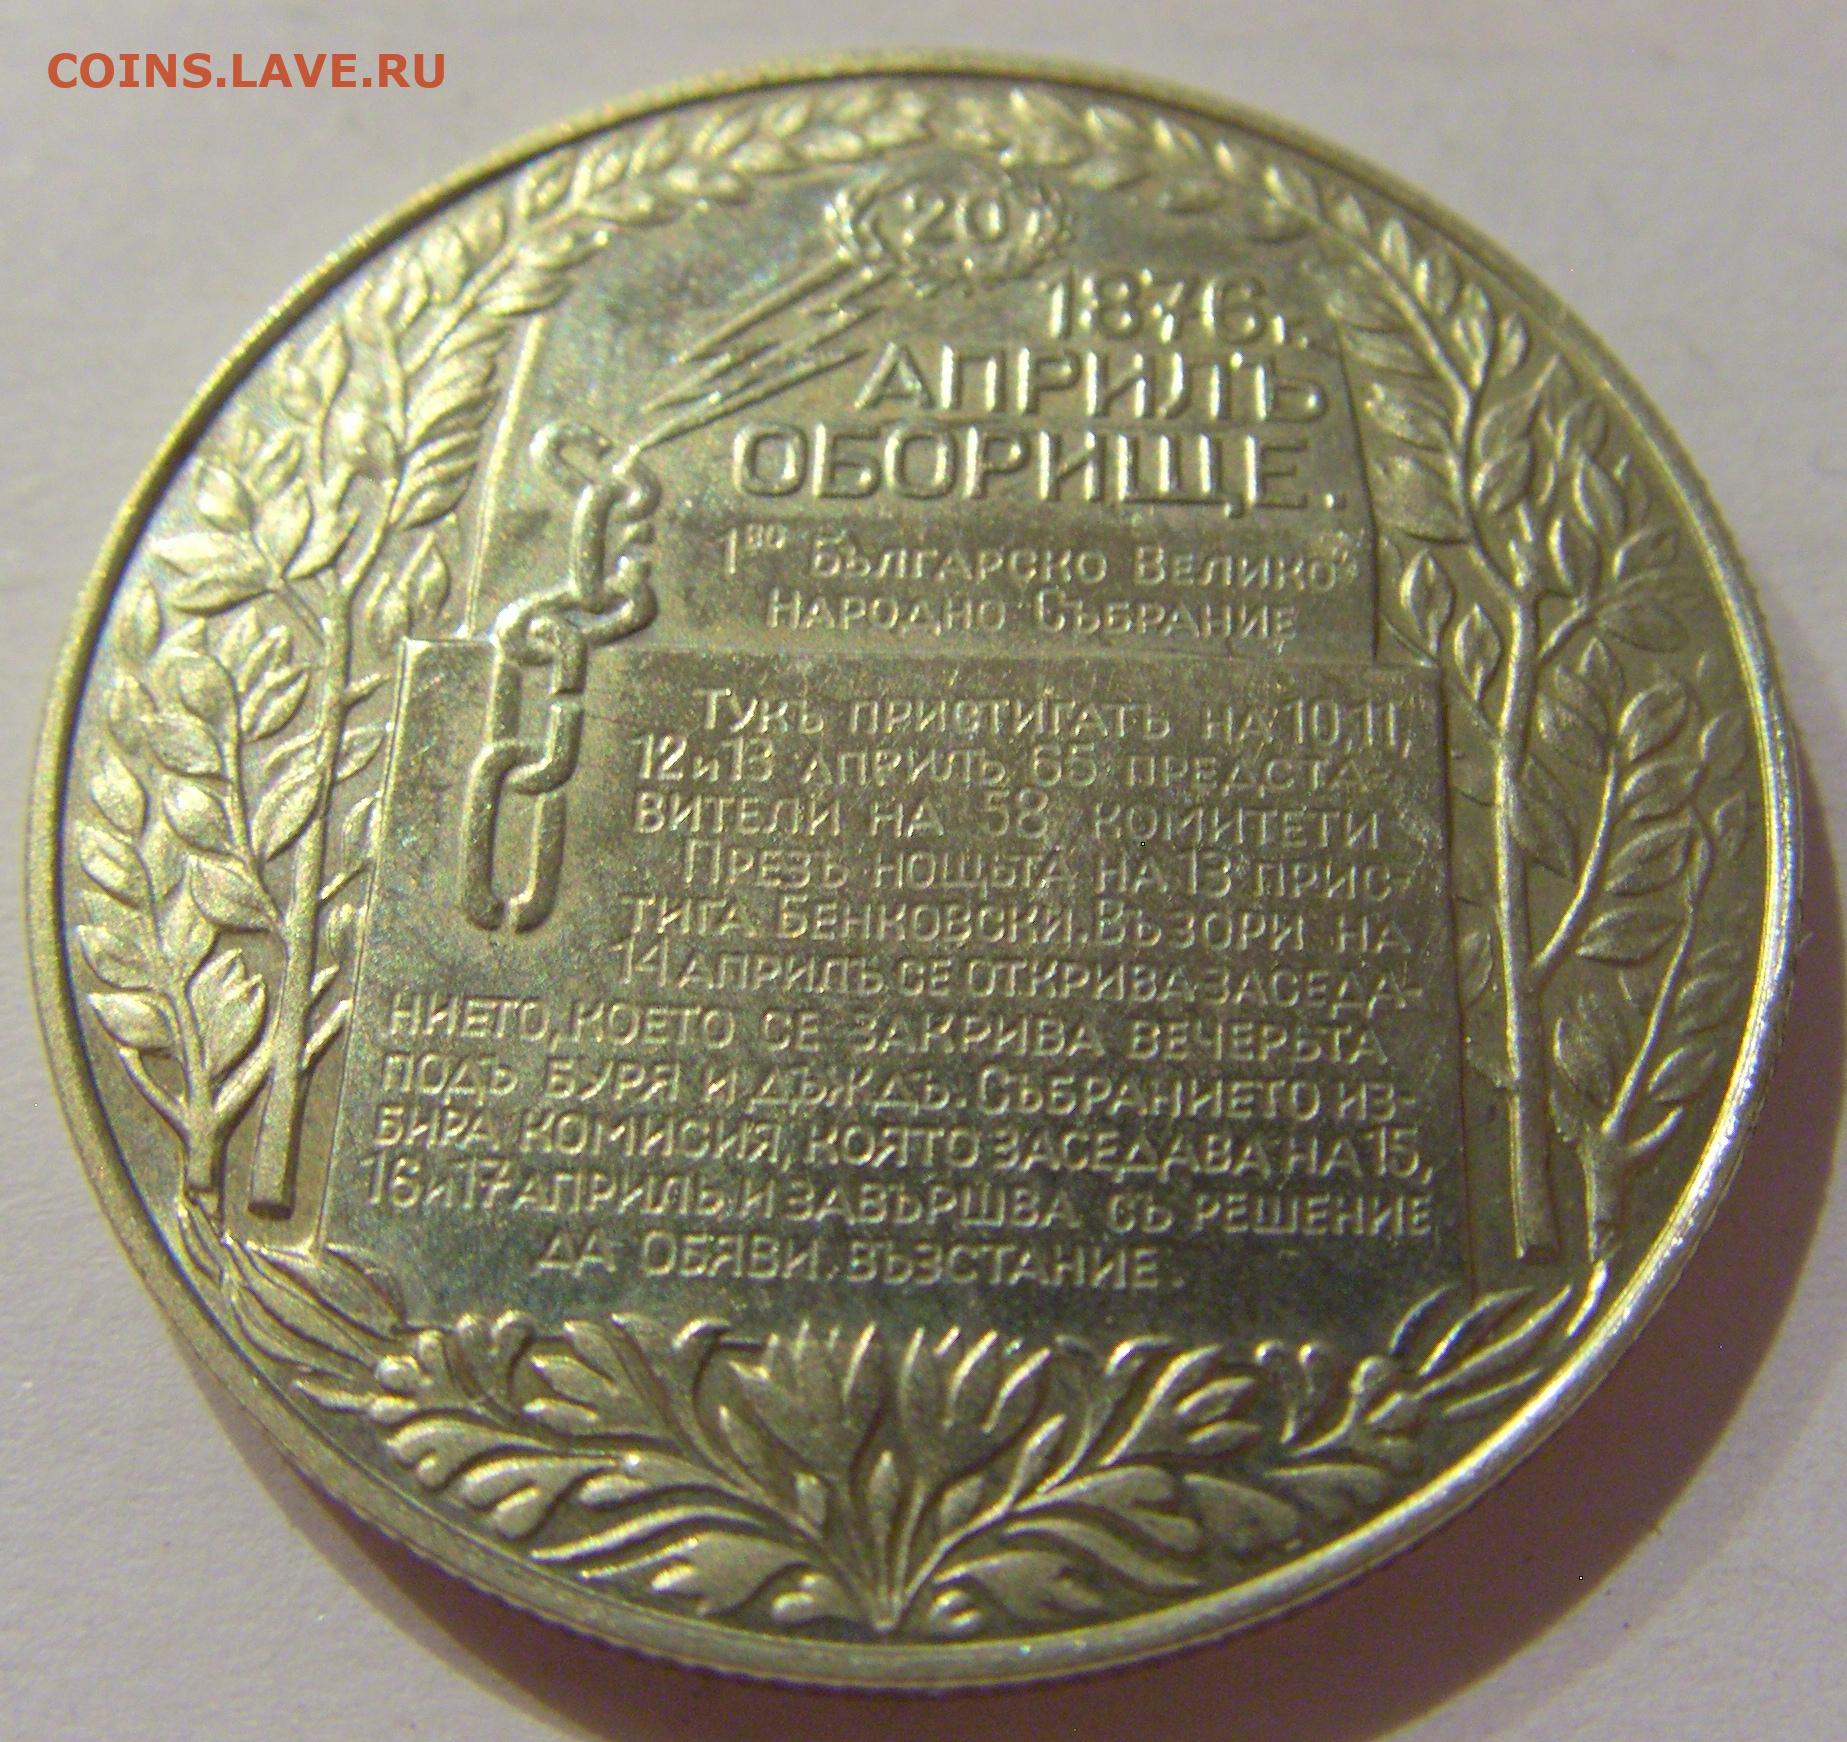 COINS.LAVE.RU
20
1876г.
АПРИЛЪ
ОБОРИЩЕ.
1во БЪЛГАРСКО ВЕЛИКО
НАРОДНО СЪБРАНИЕ
ТУКЪ ПРИСТИГАТЪ НА 10,11,
12 и 13 АПРИЛЪ 65 ПРЕДСТА-
ВИТЕЛИ НА 58 КОМИТЕТИ
ПРЕЗЪ НОЩЬТА НА 13 ПРИС-
ТИГА БЕНКОВСКИ. ВЪ ЗОРИ НА
14 АПРИЛЪ СЕ ОТКРИВА ЗАСЕДА-
НИЕТО, КОЕТО СЕ ЗАКРИВА ВЕЧЕРЬТА
ПОДЪ БУРЯ И ДЪЖДЪ. СЪБРАНИЕТО ИЗ-
БИРА КОМИСИЯ, КОЯТО ЗАСЕДАВА НА 15,
16 и 17 АПРИЛЪ И ЗАВЪРШВА СЪ РЕШЕНИЕ
ДА ОБЯВИ ВЪЗСТАНИЕ.